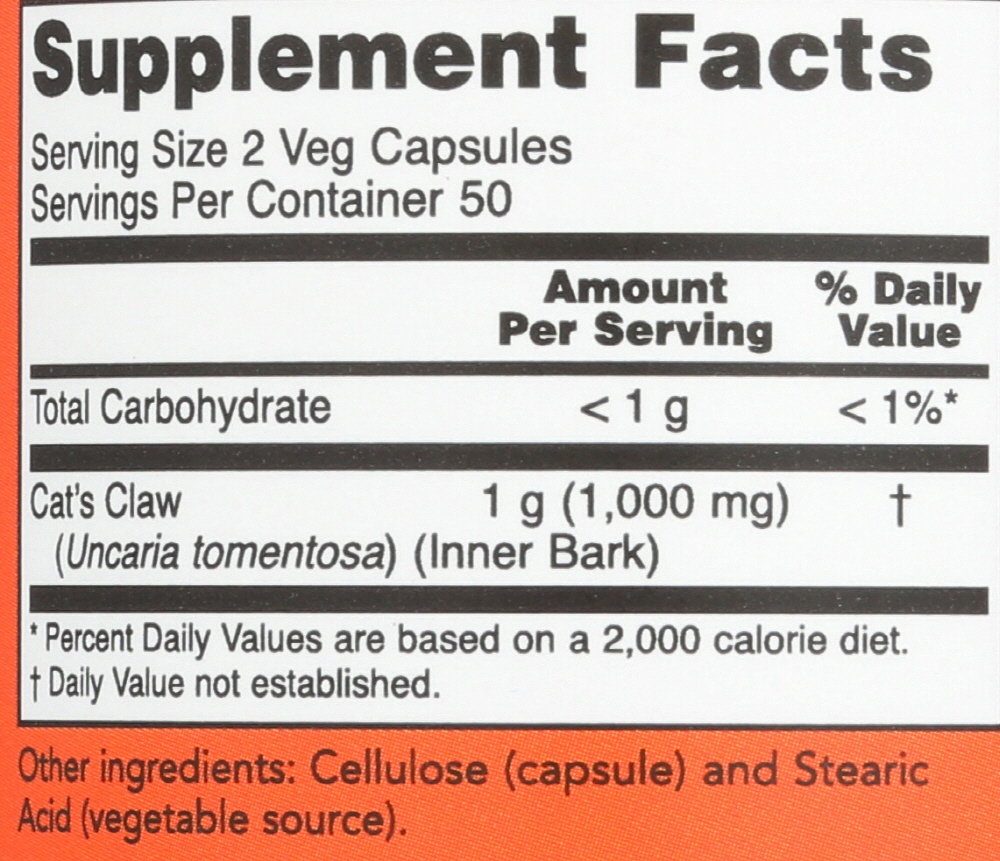 Supplement Facts
Serving Size 2 Veg Capsules
Servings Per Container 50
Amount Per Serving % Daily Value
Total Carbohydrate < 1 g < 1%*
Cat's Claw 1 g (1,000 mg) †
(Uncaria tomentosa) (Inner Bark)
* Percent Daily Values are based on a 2,000 calorie diet.
† Daily Value not established.
Other ingredients: Cellulose (capsule) and Stearic
Acid (vegetable source).